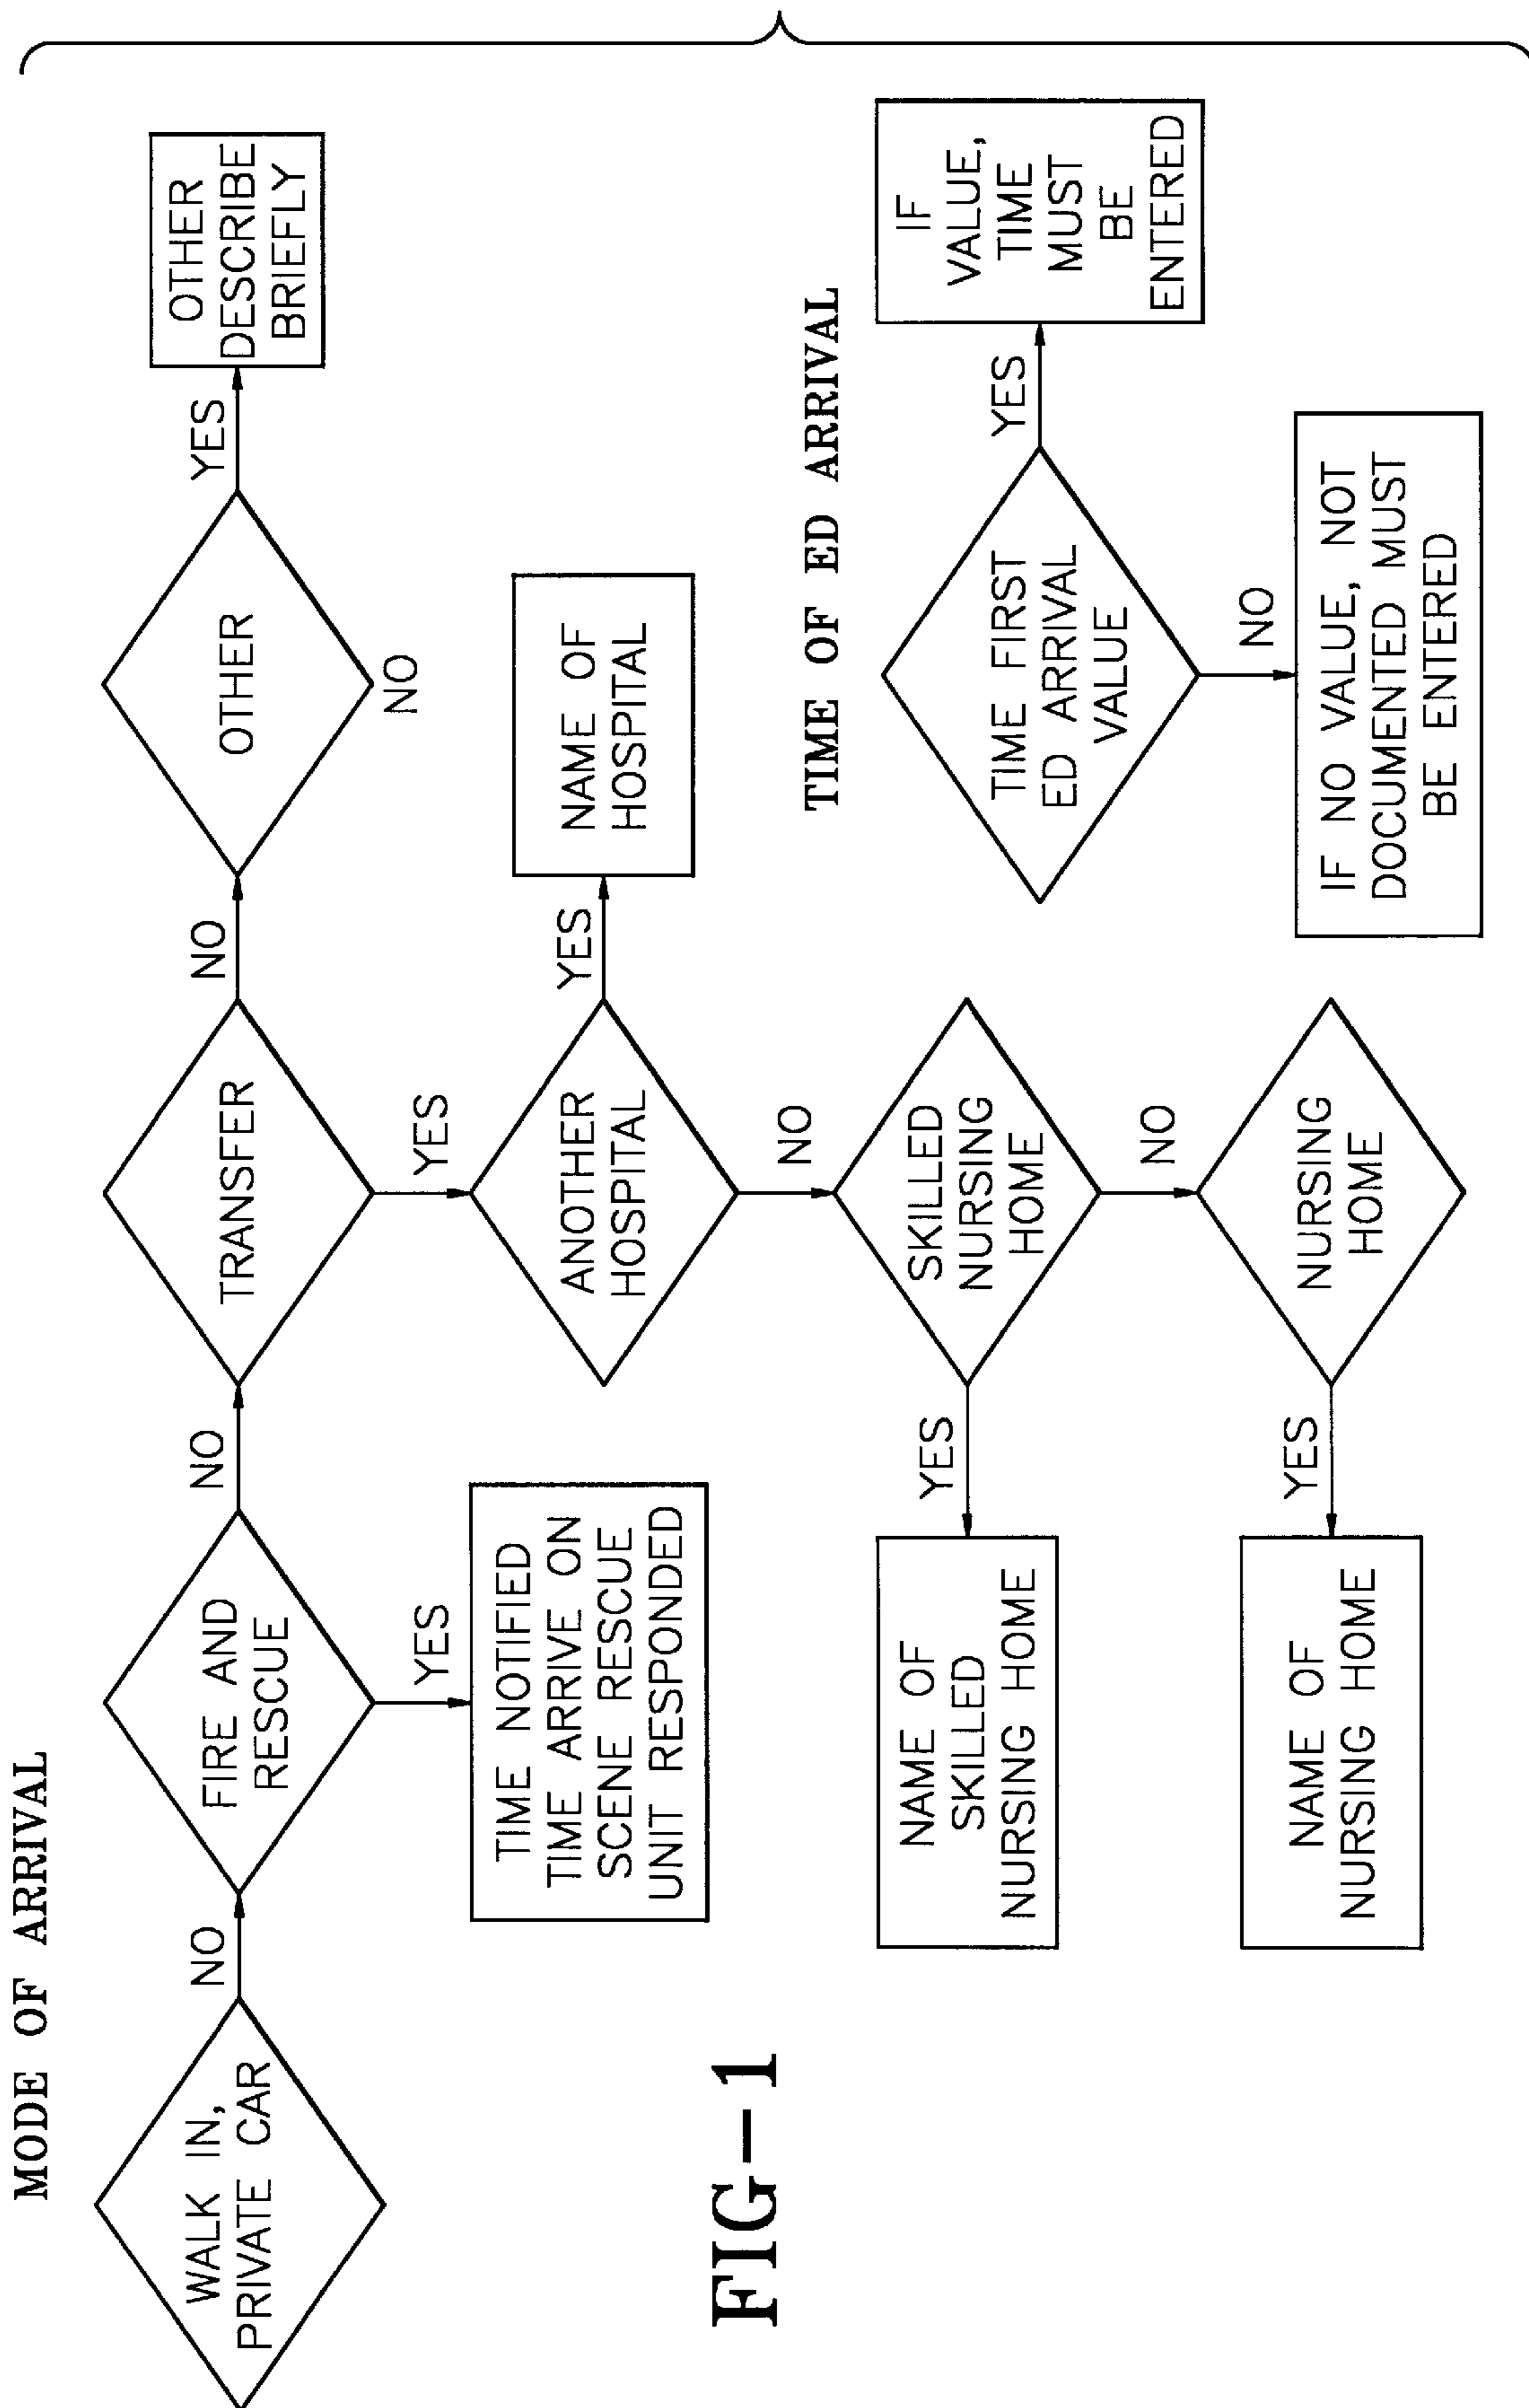 MODE OF ARRIVAL
WALK IN,
PRIVATE CAR
NO
FIRE AND
RESCUE
NO
YES
TIME NOTIFIED
TIME ARRIVE ON
SCENE RESCUE
UNIT RESPONDED
TRANSFER
NO
YES
OTHER
YES
NO
OTHER
DESCRIBE
BRIEFLY
ANOTHER
HOSPITAL
YES
NAME OF
HOSPITAL
NO
SKILLED
NURSING
HOME
YES
NAME OF
SKILLED
NURSING HOME
NO
NURSING
HOME
YES
NAME OF
NURSING HOME
TIME OF ED ARRIVAL
TIME FIRST
ED ARRIVAL
VALUE
YES
IF
VALUE,
TIME
MUST
BE
ENTERED
NO
IF NO VALUE, NOT
DOCUMENTED MUST
BE ENTERED
FIG-1